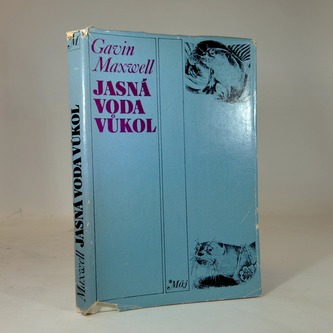 Gavin
Maxwell
JASNÁ
VODA
VŮKOL
Máj
Maxwell JASNÁ VODA VŮKOL